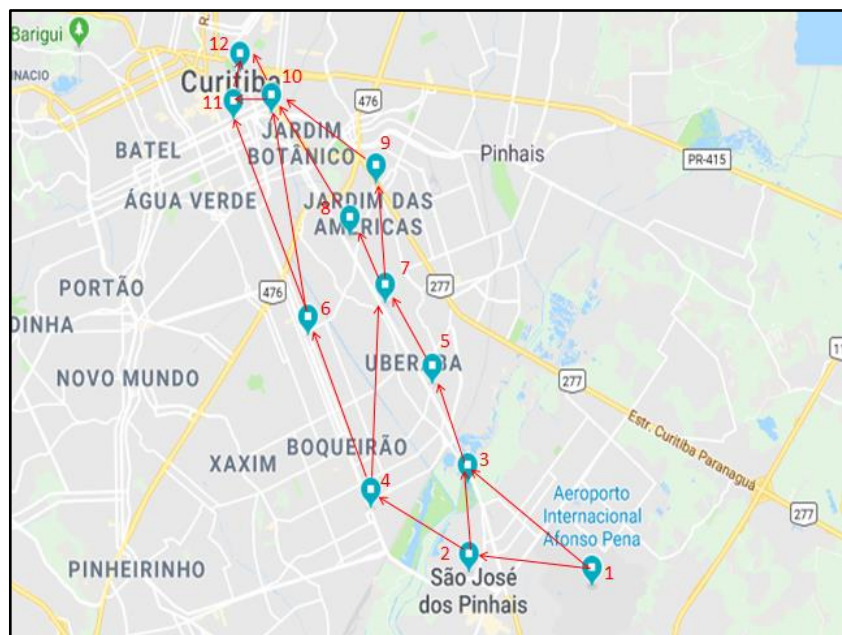 Barigui
R.
12
NACIO
Curitiba
10
11
476
JARDIM
BOTÂNICO
BATEL
9
Pinhais
PR-415
ÁGUA VERDE
8
JARDIM DAS
AMÉRICAS
7
277
PORTÃO
476
6
DINHA
5
UBERABA
11
NOVO MUNDO
277
Estr. Curitiba Paranaguá
BOQUEIRÃO
XAXIM
3
4
Aeroporto
Internacional
Afonso Pena
277
2
1
PINHEIRINHO
São José
dos Pinhais